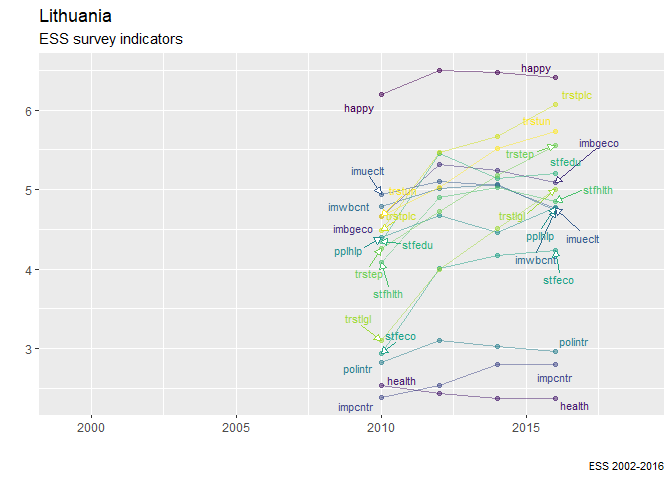 Lithuania
ESS survey indicators
happy
happy
trstplc
trstun
trstep
imbgeco
stfedu
imueclt
stfhlth
trstplc
imwbcnt
trstlgl
imbgeco
pplhlp
imueclt
pplhlp
stfedu
imwbcnt
trstep
stfeco
stfhlth
trstlgl
stfeco
polintr
polintr
health
impcntr
impcntr
health
6
5
4
3
2000
2005
2010
2015
ESS 2002-2016